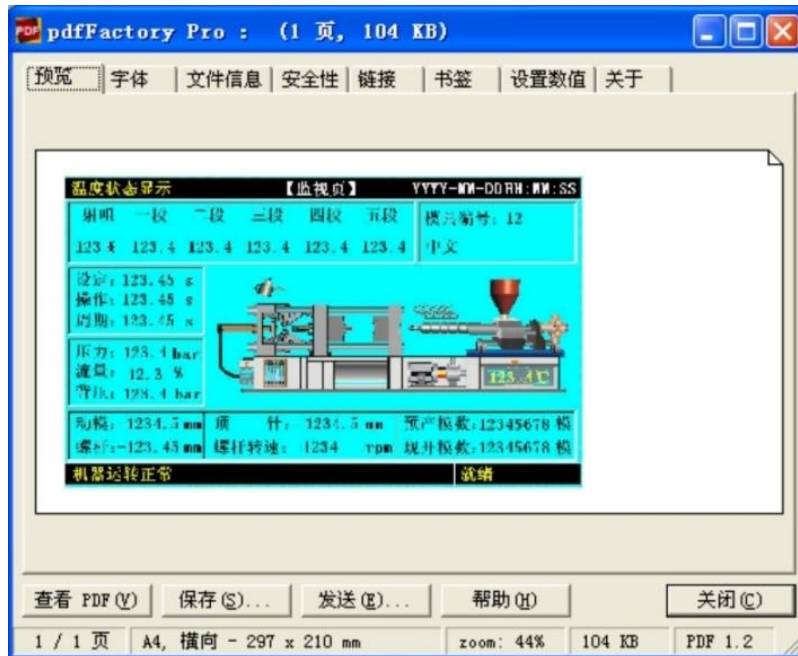 pdfFactory Pro : (1 页, 104 KB)
预览 字体 文件信息 安全性 链接 书签 设置数值 关于
温度状态显示 【监视页】 YYYY-MM-DDHH:MM:SS
射咀 一段 二段 三段 四段 五段 模具编号: 12
123 % 123.4 123.4 123.4 123.4 123.4 中文
设定: 123.45 s
操作: 123.45 s
周期: 123.45 s
压力: 123.4 bar
流量: 12.3 %
背压: 123.4 bar
123.4℃
动模: 1234.5 mm 顶 针: 1234.5 mm 预产模数:12345678 模
螺杆:-123.45 mm 螺杆转速: 1234 rpm 现开模数:12345678 模
机器运转正常 就绪
查看 PDF(V) 保存(S)... 发送(E)... 帮助(H) 关闭(C)
1 / 1 页 A4, 横向 - 297 x 210 mm zoom: 44% 104 KB PDF 1.2